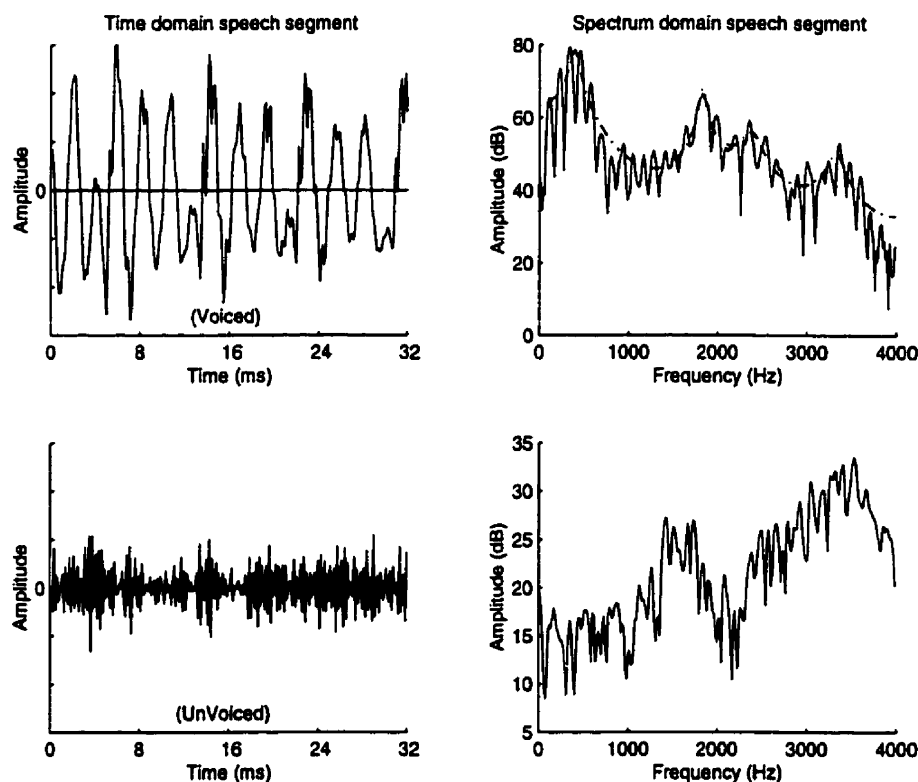 Time domain speech segment
Amplitude
0
(Voiced)
0 8 16 24 32
Time (ms)
Spectrum domain speech segment
Amplitude (dB)
80
60
40
20
0
0 1000 2000 3000 4000
Frequency (Hz)
Amplitude
0
(UnVoiced)
0 8 16 24 32
Time (ms)
Amplitude (dB)
35
30
25
20
15
10
5
0 1000 2000 3000 4000
Frequency (Hz)